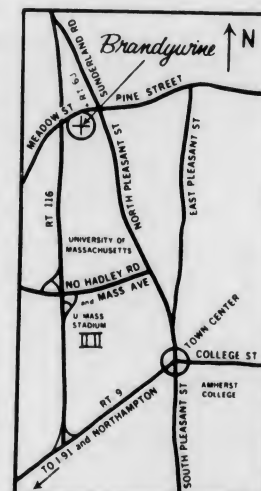 Brandywine
N
SUNDERLAND RD
RT 63
MEADOW ST
PINE STREET
NORTH PLEASANT ST
EAST PLEASANT ST
RT 116
UNIVERSITY OF
MASSACHUSETTS
NO HADLEY RD
and MASS AVE
U MASS
STADIUM
TOWN CENTER
COLLEGE ST
AMHERST
COLLEGE
RT. 9
TO I 91 and NORTHAMPTON
SOUTH PLEASANT ST